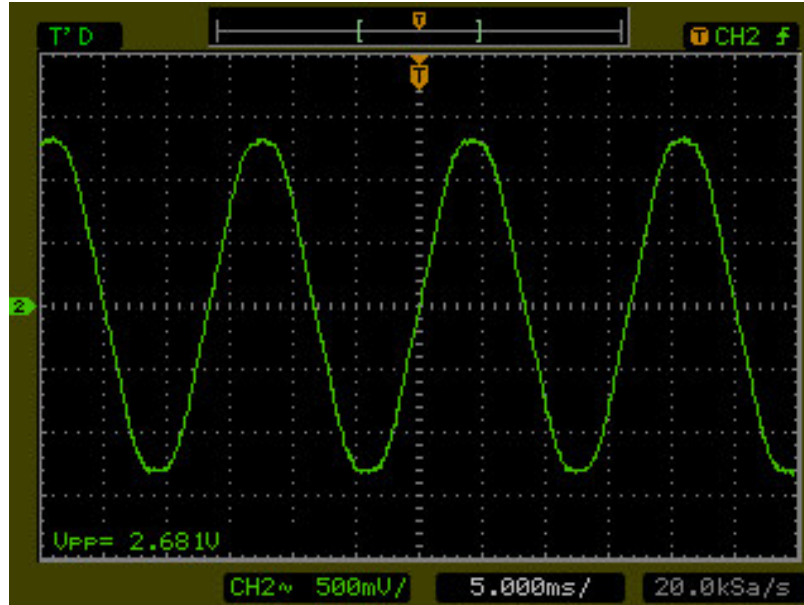 T'D T CH2
T
T
2
VPP= 2.681V
CH2~ 500mV/ 5.000ms/ 20.0kSa/s